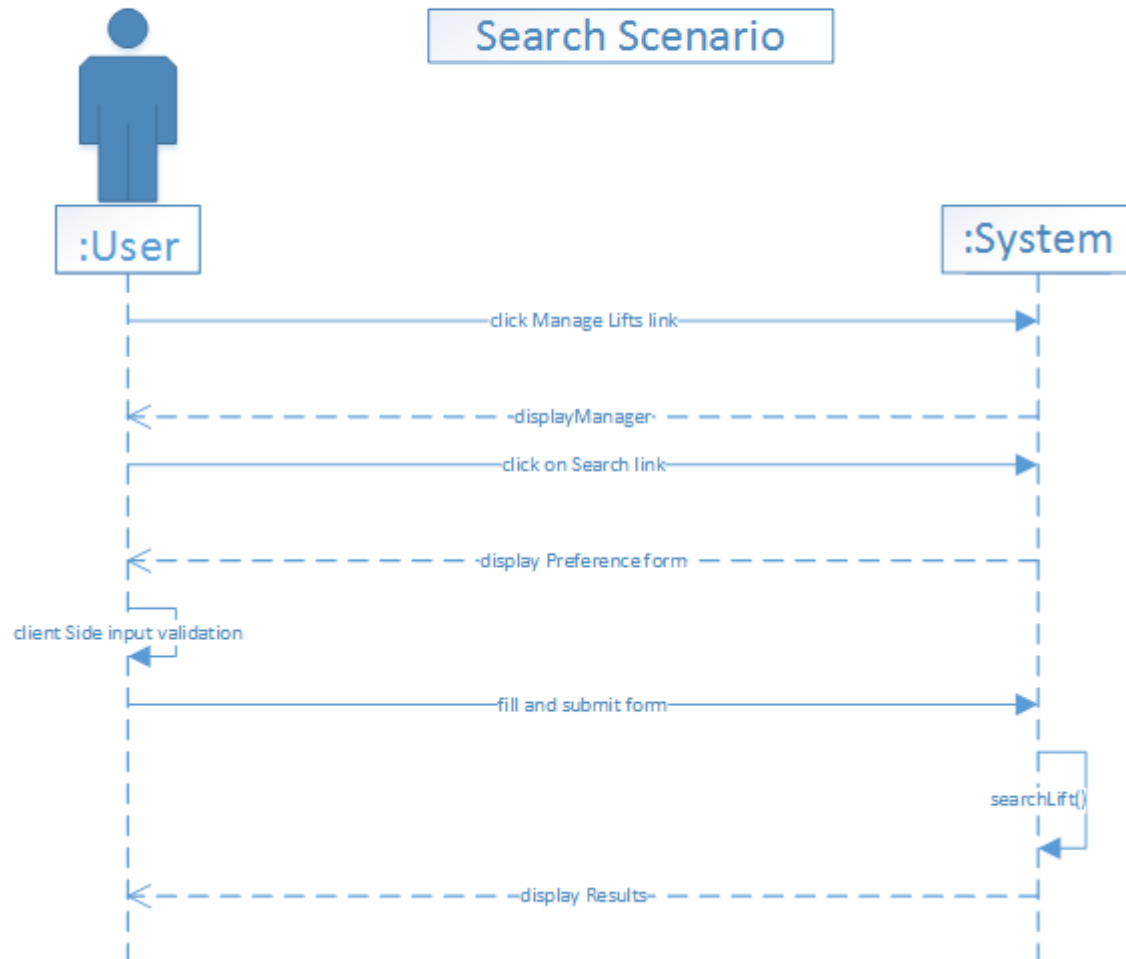 Search Scenario
:User
:System
click Manage Lifts link
displayManager
click on Search link
display Preference form
client Side input validation
fill and submit form
searchLift()
display Results